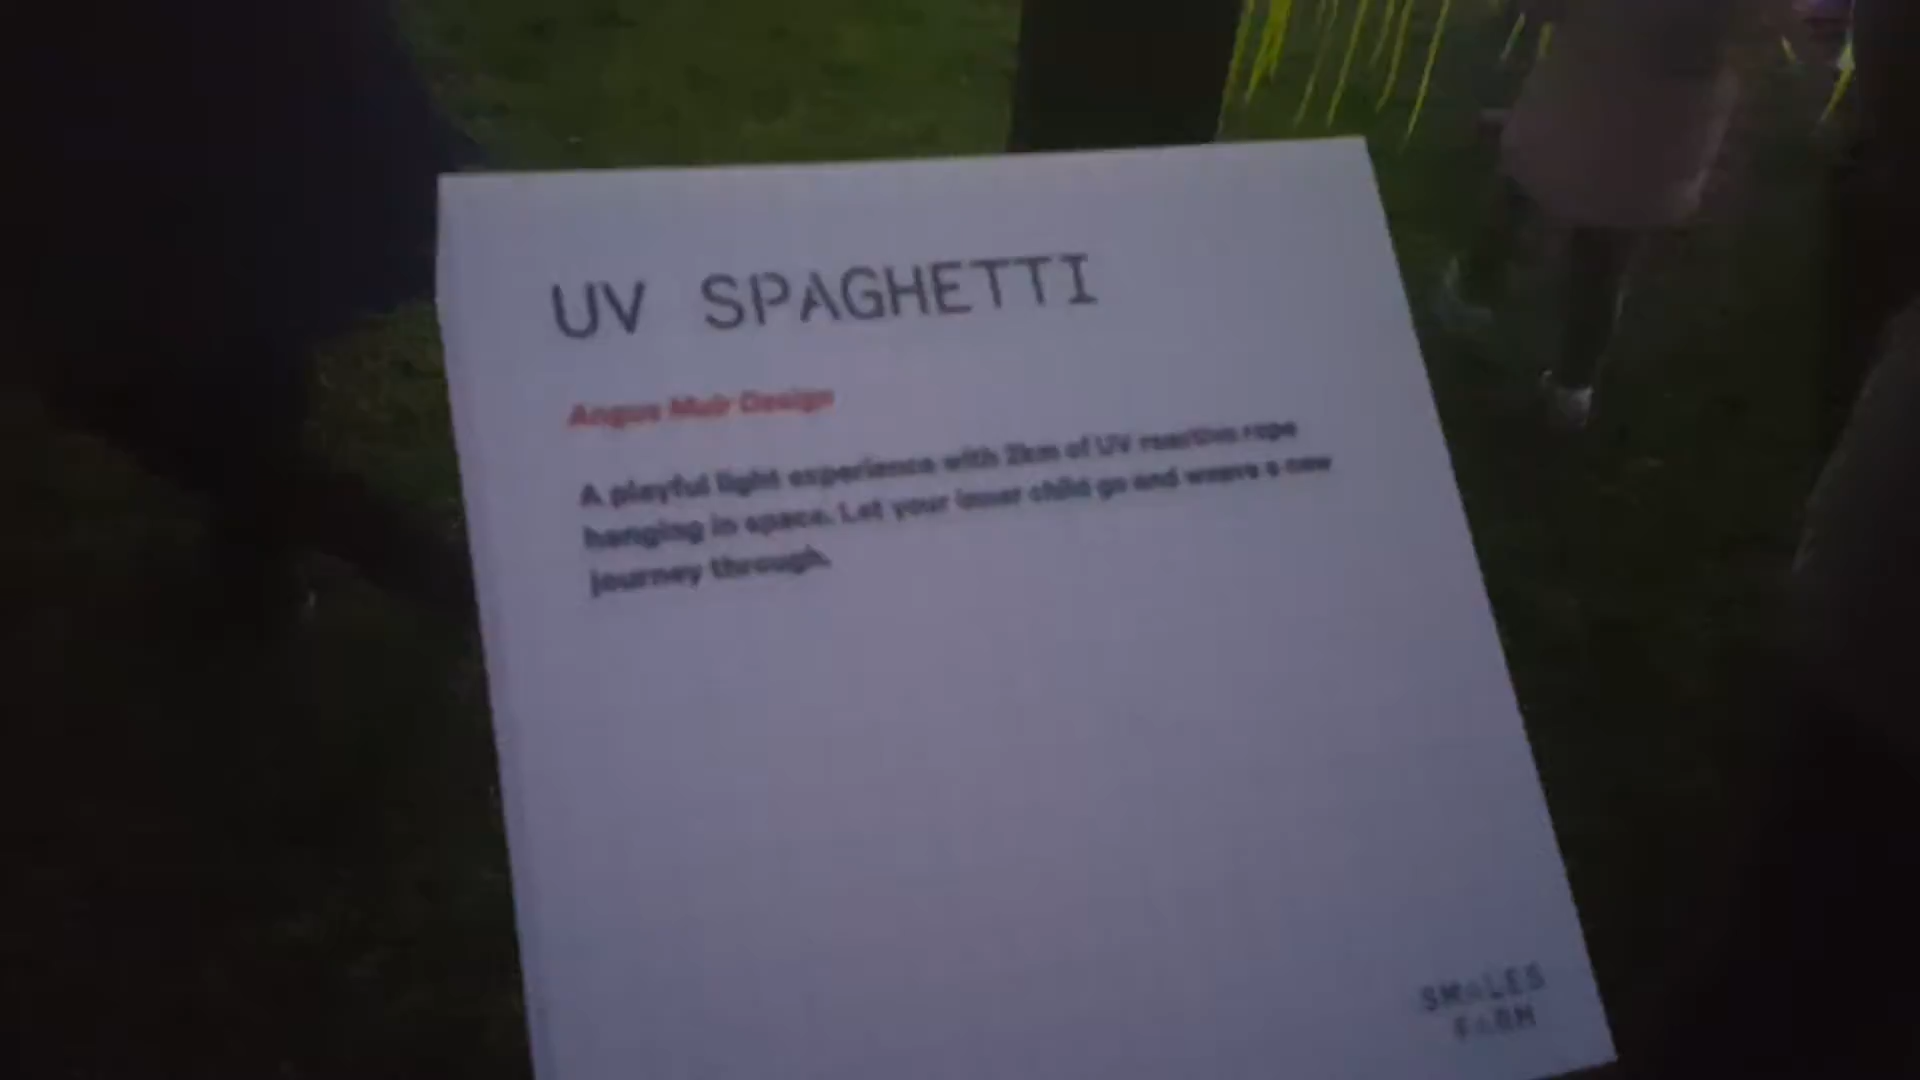 UV SPAGHETTI
Angus Muir Design
A playful light experience with 2km of UV reactive rope
hanging in space. Let your inner child go and weave a new
journey through.
SMALES
FARM